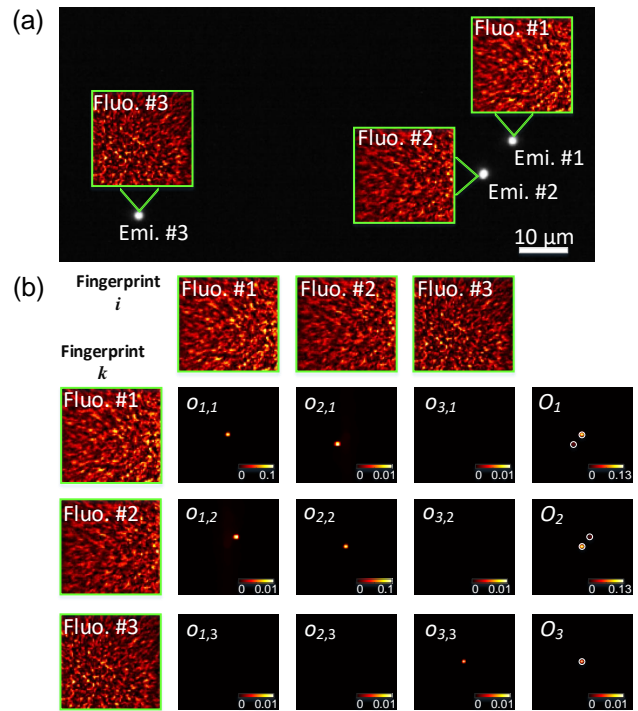 (a)
Fluo. #1
Fluo. #3
Fluo. #2
Emi. #1
Emi. #2
Emi. #3
10 µm
(b)
Fingerprint
i
Fluo. #1 Fluo. #2 Fluo. #3
Fingerprint
k
Fluo. #1 o1,1 o2,1 o3,1 O1
0 0.1 0 0.01 0 0.01 0 0.13
Fluo. #2 o1,2 o2,2 o3,2 O2
0 0.01 0 0.1 0 0.01 0 0.13
Fluo. #3 o1,3 o2,3 o3,3 O3
0 0.01 0 0.01 0 0.01 0 0.01